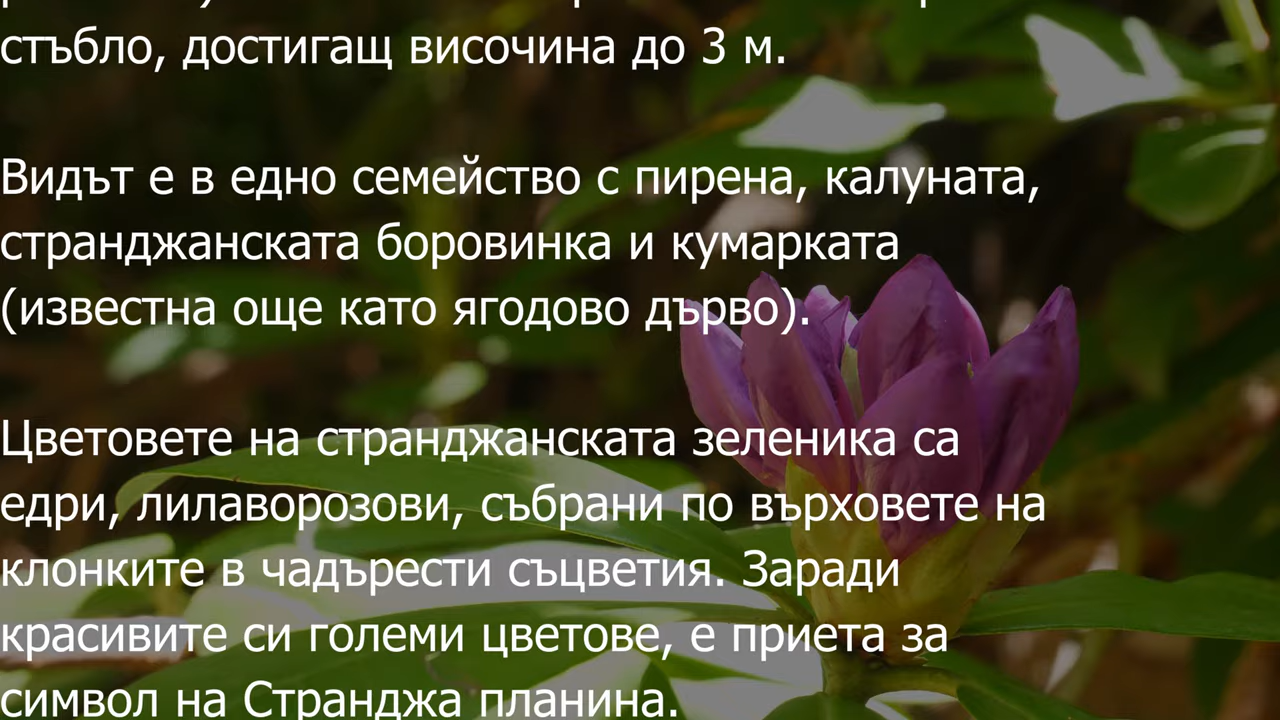 стъбло, достигащ височина до 3 м.
Видът е в едно семейство с пирена, калуната,
странджанската боровинка и кумарката
(известна още като ягодово дърво).
Цветовете на странджанската зеленика са
едри, лилаворозови, събрани по върховете на
клонките в чадърести съцветия. Заради
красивите си големи цветове, е приета за
символ на Странджа планина.